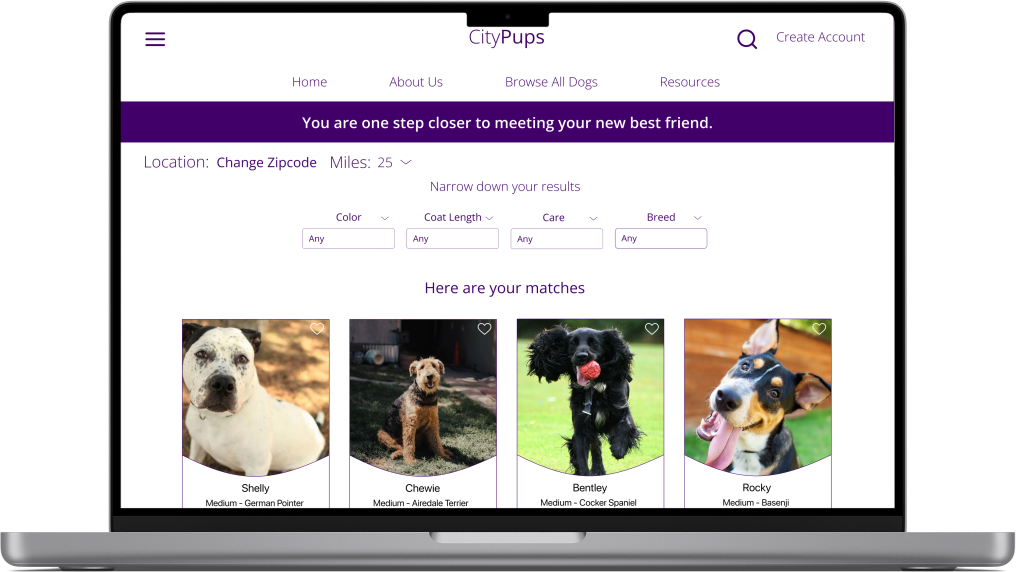 CityPups
Create Account
Home About Us Browse All Dogs Resources
You are one step closer to meeting your new best friend.
Location: Change Zipcode Miles: 25
Narrow down your results
Color Coat Length Care Breed
Any Any Any Any
Here are your matches
Shelly Chewie Bentley Rocky
Medium - German Pointer Medium - Airedale Terrier Medium - Cocker Spaniel Medium - Basenji